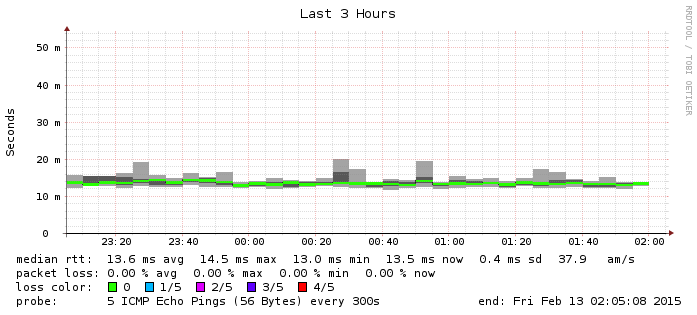 Last 3 Hours
RRDTOOL / TOBI OETIKER
Seconds
50 m
40 m
30 m
20 m
10 m
0
23:20 23:40 00:00 00:20 00:40 01:00 01:20 01:40 02:00
median rtt: 13.6 ms avg 14.5 ms max 13.0 ms min 13.5 ms now 0.4 ms sd 37.9 am/s
packet loss: 0.00 % avg 0.00 % max 0.00 % min 0.00 % now
loss color: 0 1/5 2/5 3/5 4/5
probe: 5 ICMP Echo Pings (56 Bytes) every 300s end: Fri Feb 13 02:05:08 2015